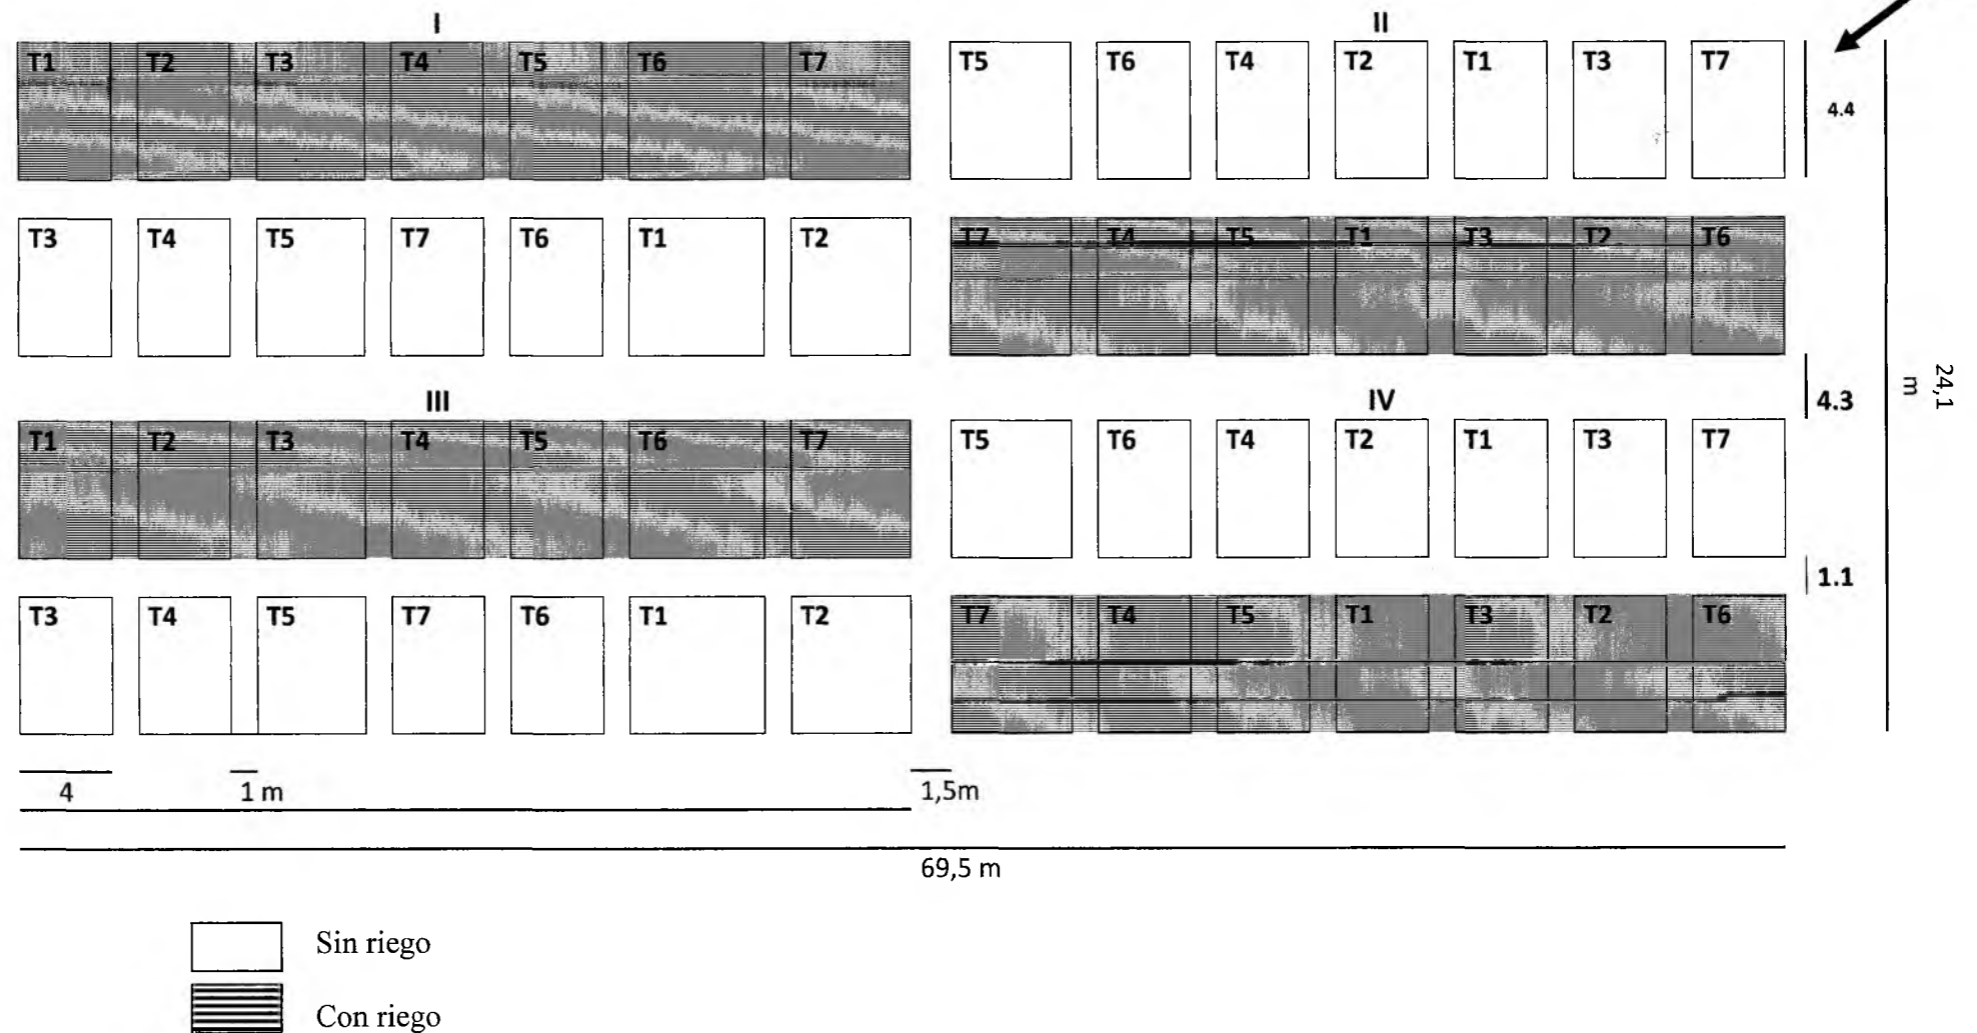 I II
T1 T2 T3 T4 T5 T6 T7 T5 T6 T4 T2 T1 T3 T7
4.4
T3 T4 T5 T7 T6 T1 T2 T7 T4 T5 T1 T3 T2 T6
24,1
m
III IV 4.3
T1 T2 T3 T4 T5 T6 T7 T5 T6 T4 T2 T1 T3 T7
1.1
T3 T4 T5 T7 T6 T1 T2 T7 T4 T5 T1 T3 T2 T6
4 1 m 1,5m
69,5 m
Sin riego
Con riego